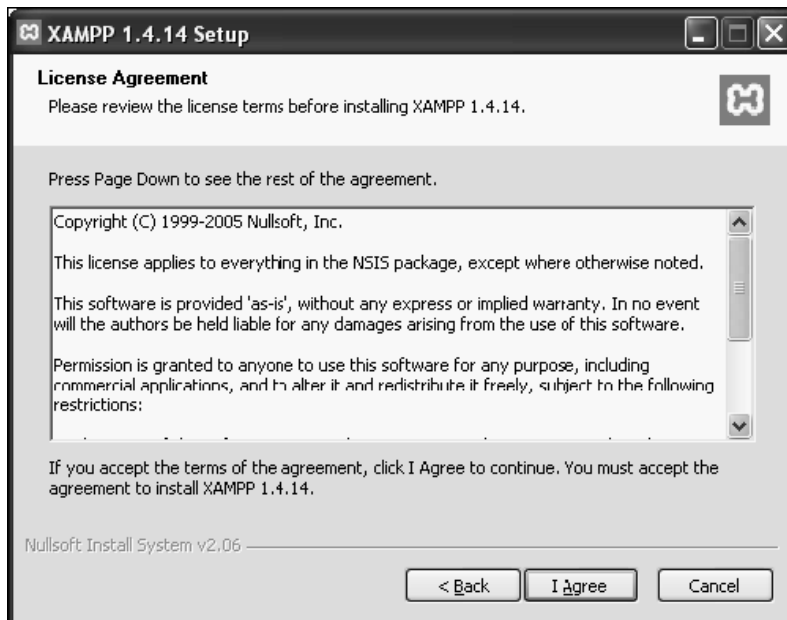 XAMPP 1.4.14 Setup
License Agreement
Please review the license terms before installing XAMPP 1.4.14.
Press Page Down to see the rest of the agreement.
Copyright (C) 1999-2005 Nullsoft, Inc.
This license applies to everything in the NSIS package, except where otherwise noted.
This software is provided 'as-is', without any express or implied warranty. In no event
will the authors be held liable for any damages arising from the use of this software.
Permission is granted to anyone to use this software for any purpose, including
commercial applications, and to alter it and redistribute it freely, subject to the following
restrictions:
If you accept the terms of the agreement, click I Agree to continue. You must accept the
agreement to install XAMPP 1.4.14.
Nullsoft Install System v2.06
< Back I Agree Cancel